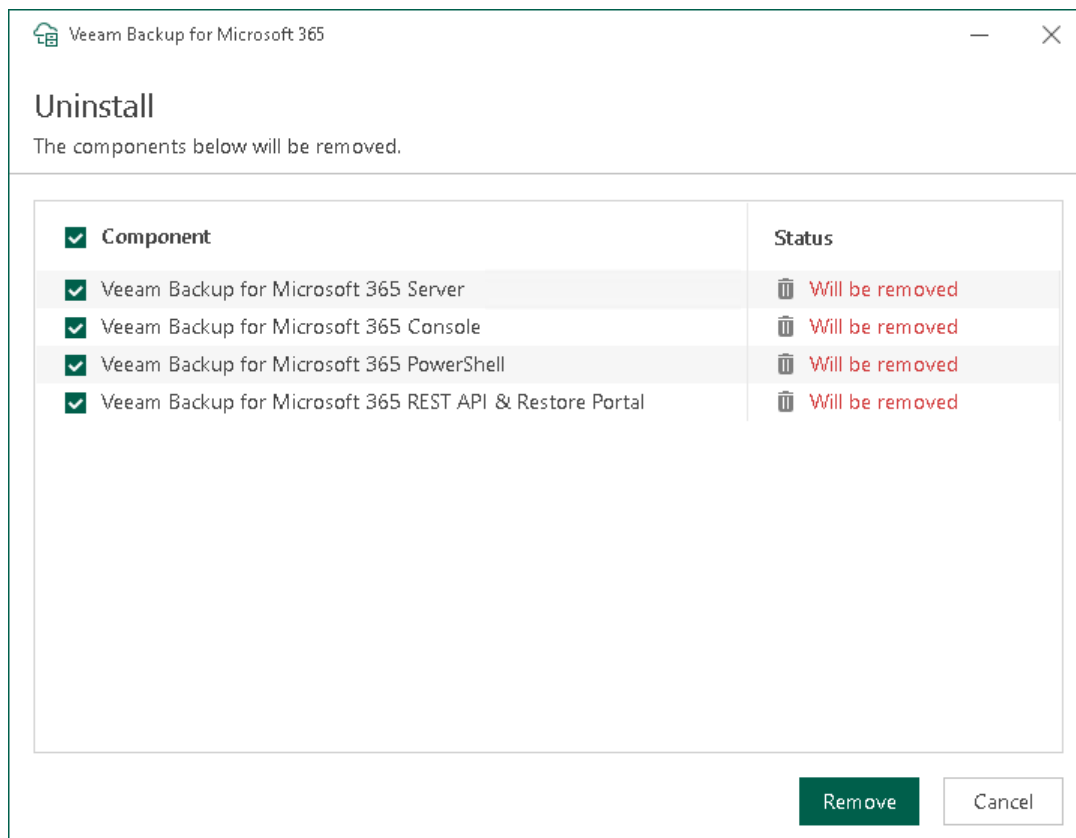 Veeam Backup for Microsoft 365
Uninstall
The components below will be removed.
Component Status
Veeam Backup for Microsoft 365 Server Will be removed
Veeam Backup for Microsoft 365 Console Will be removed
Veeam Backup for Microsoft 365 PowerShell Will be removed
Veeam Backup for Microsoft 365 REST API & Restore Portal Will be removed
Remove Cancel